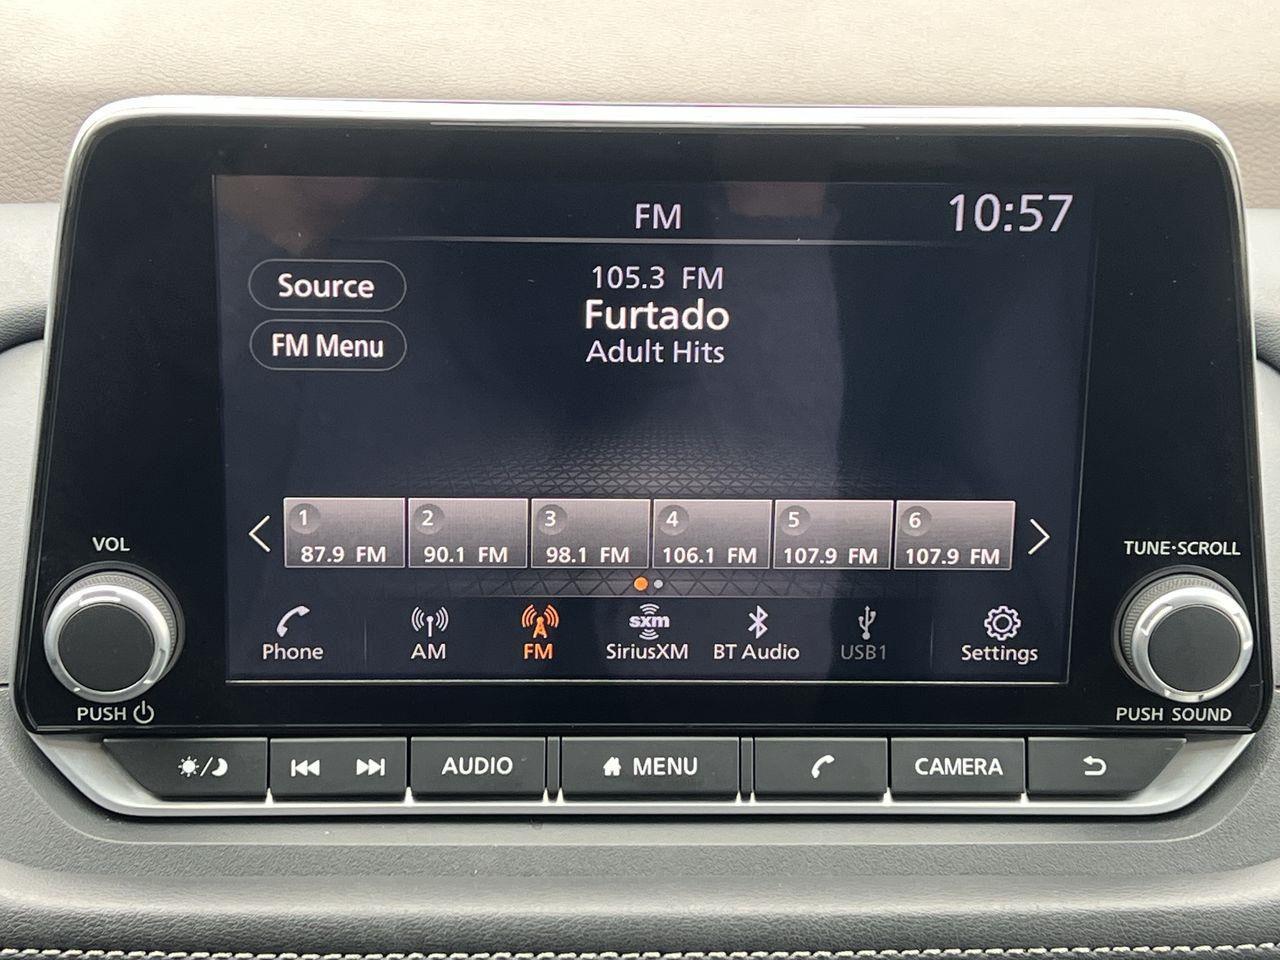 FM
10:57
Source
FM Menu
105.3 FM
Furtado
Adult Hits
1
87.9 FM
2
90.1 FM
3
98.1 FM
4
106.1 FM
5
107.9 FM
6
107.9 FM
VOL
PUSH
TUNE·SCROLL
PUSH SOUND
Phone
AM
FM
sxm
SiriusXM
BT Audio
USB1
Settings
AUDIO
MENU
CAMERA